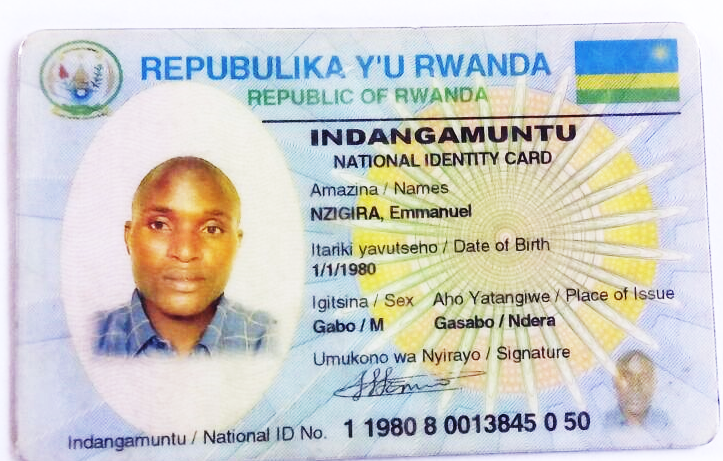 REPUBULIKA Y'U RWANDA
REPUBLIC OF RWANDA
INDANGAMUNTU
NATIONAL IDENTITY CARD
Amazina / Names
NZIGIRA, Emmanuel
Itariki yavutseho / Date of Birth
1/1/1980
Igitsina / Sex Aho Yatangiwe / Place of Issue
Gabo / M Gasabo / Ndera
Umukono wa Nyirayo / Signature
Indangamuntu / National ID No. 1 1980 8 0013845 0 50